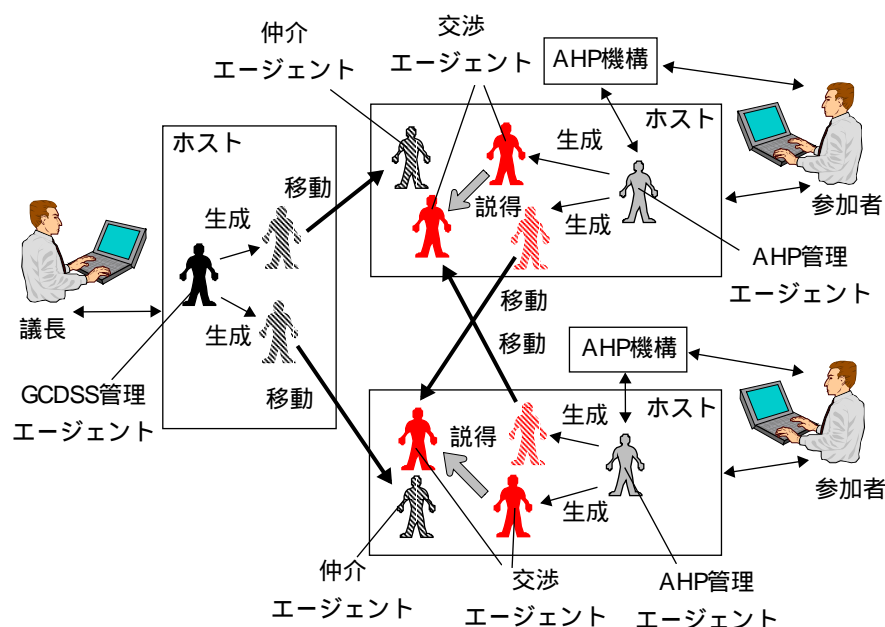 仲介
エージェント
交渉
エージェント
AHP機構
ホスト
ホスト
移動
生成
生成
説得
生成
参加者
生成
AHP管理
エージェント
議長
移動
移動
移動
AHP機構
GCDSS管理
エージェント
ホスト
説得
生成
生成
参加者
仲介
エージェント
交渉
エージェント
AHP管理
エージェント